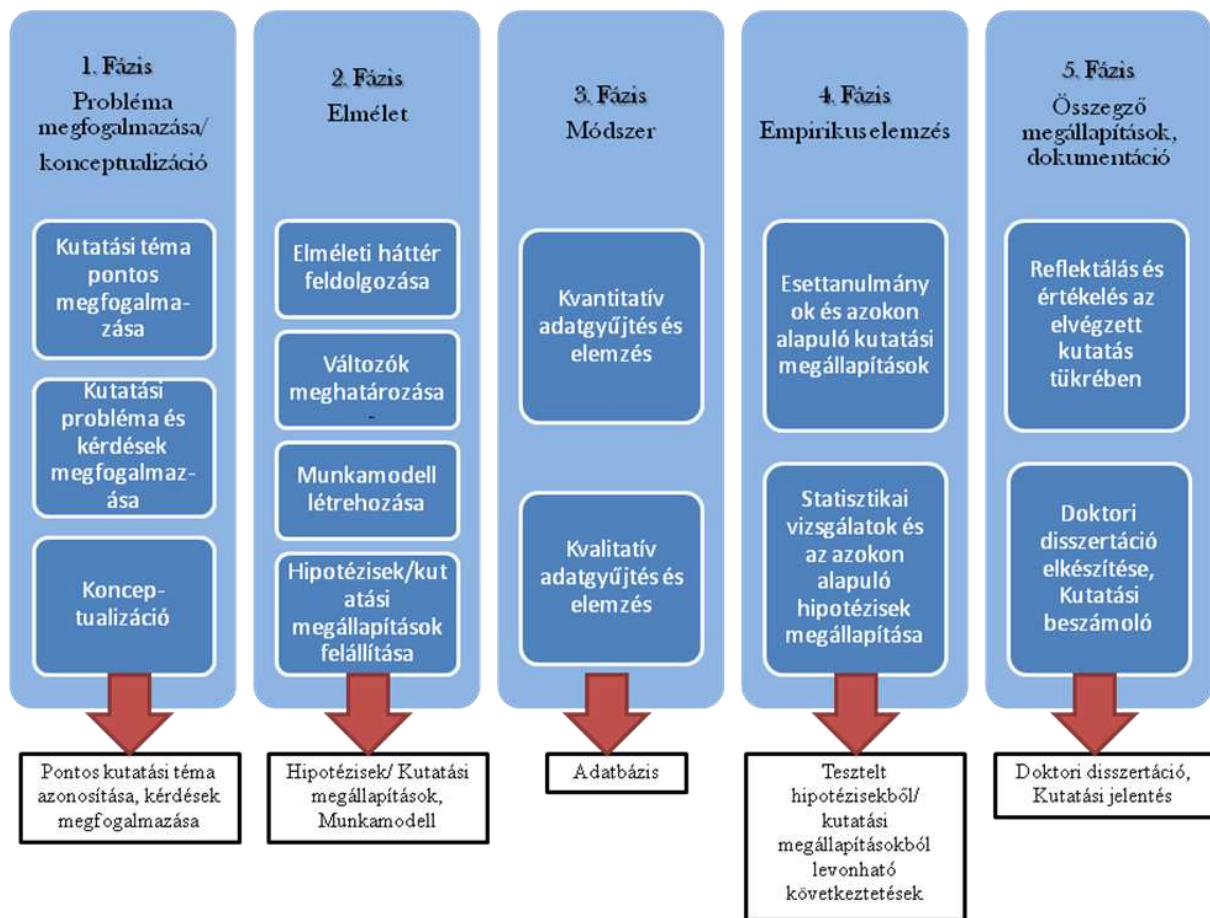 1. Fázis
Probléma
megfogalmazása/
konceptualizáció
Kutatási téma
pontos
megfogalma-
zása
Kutatási
probléma és
kérdések
megfogalmaz-
ása
Koncep-
tualizáció
Pontos kutatási téma
azonosítása, kérdések
megfogalmazása
2. Fázis
Elmélet
Elméleti háttér
feldolgozása
Változók
meghatározása
-
Munkamodell
létrehozása
Hipotézisek/kut
atási
megállapítások
felállítása
Hipotézisek/ Kutatási
megállapítások,
Munkamodell
3. Fázis
Módszer
Kvantitatív
adatgyűjtés és
elemzés
Kvalitatív
adatgyűjtés és
elemzés
Adatbázis
4. Fázis
Empirikus elemzés
Esettanulmány
ok és azokon
alapuló kutatási
megállapítások
Statisztikai
vizsgálatok és
az azokon
alapuló
hipotézisek
megállapítása
Tesztelt
hipotézisekből/
kutatási
megállapításokból
levonható
következtetések
5. Fázis
Összegző
megállapítások,
dokumentáció
Reflektálás és
értékelés az
elvégzett
kutatás
tükrében
Doktori
disszertáció
elkészítése,
Kutatási
beszámoló
Doktori disszertáció,
Kutatási jelentés